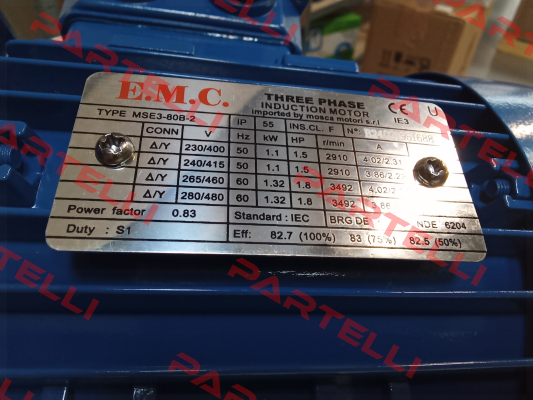 E.M.C.
THREE PHASE
INDUCTION MOTOR
imported by mosca motori s.r.l
CE
IE3
U
TYPE MSE3-80B-2
IP 55 INS.CL. F N°:
CONN V Hz kW HP r/min A
Δ/Y 230/400 50 1.1 1.5 2910 4.02/2.31
Δ/Y 240/415 50 1.1 1.5 2910
Δ/Y 265/460 60 1.32 1.8 3492
Δ/Y 280/480 60 1.32 1.8 3492
Power factor 0.83
Standard : IEC BRG DE NDE 6204
Duty : S1
Eff: 82.7 (100%) 83 (75%) 82.5 (50%)
PARTELLI
PARTELLI
PARTELLI
PARTELLI